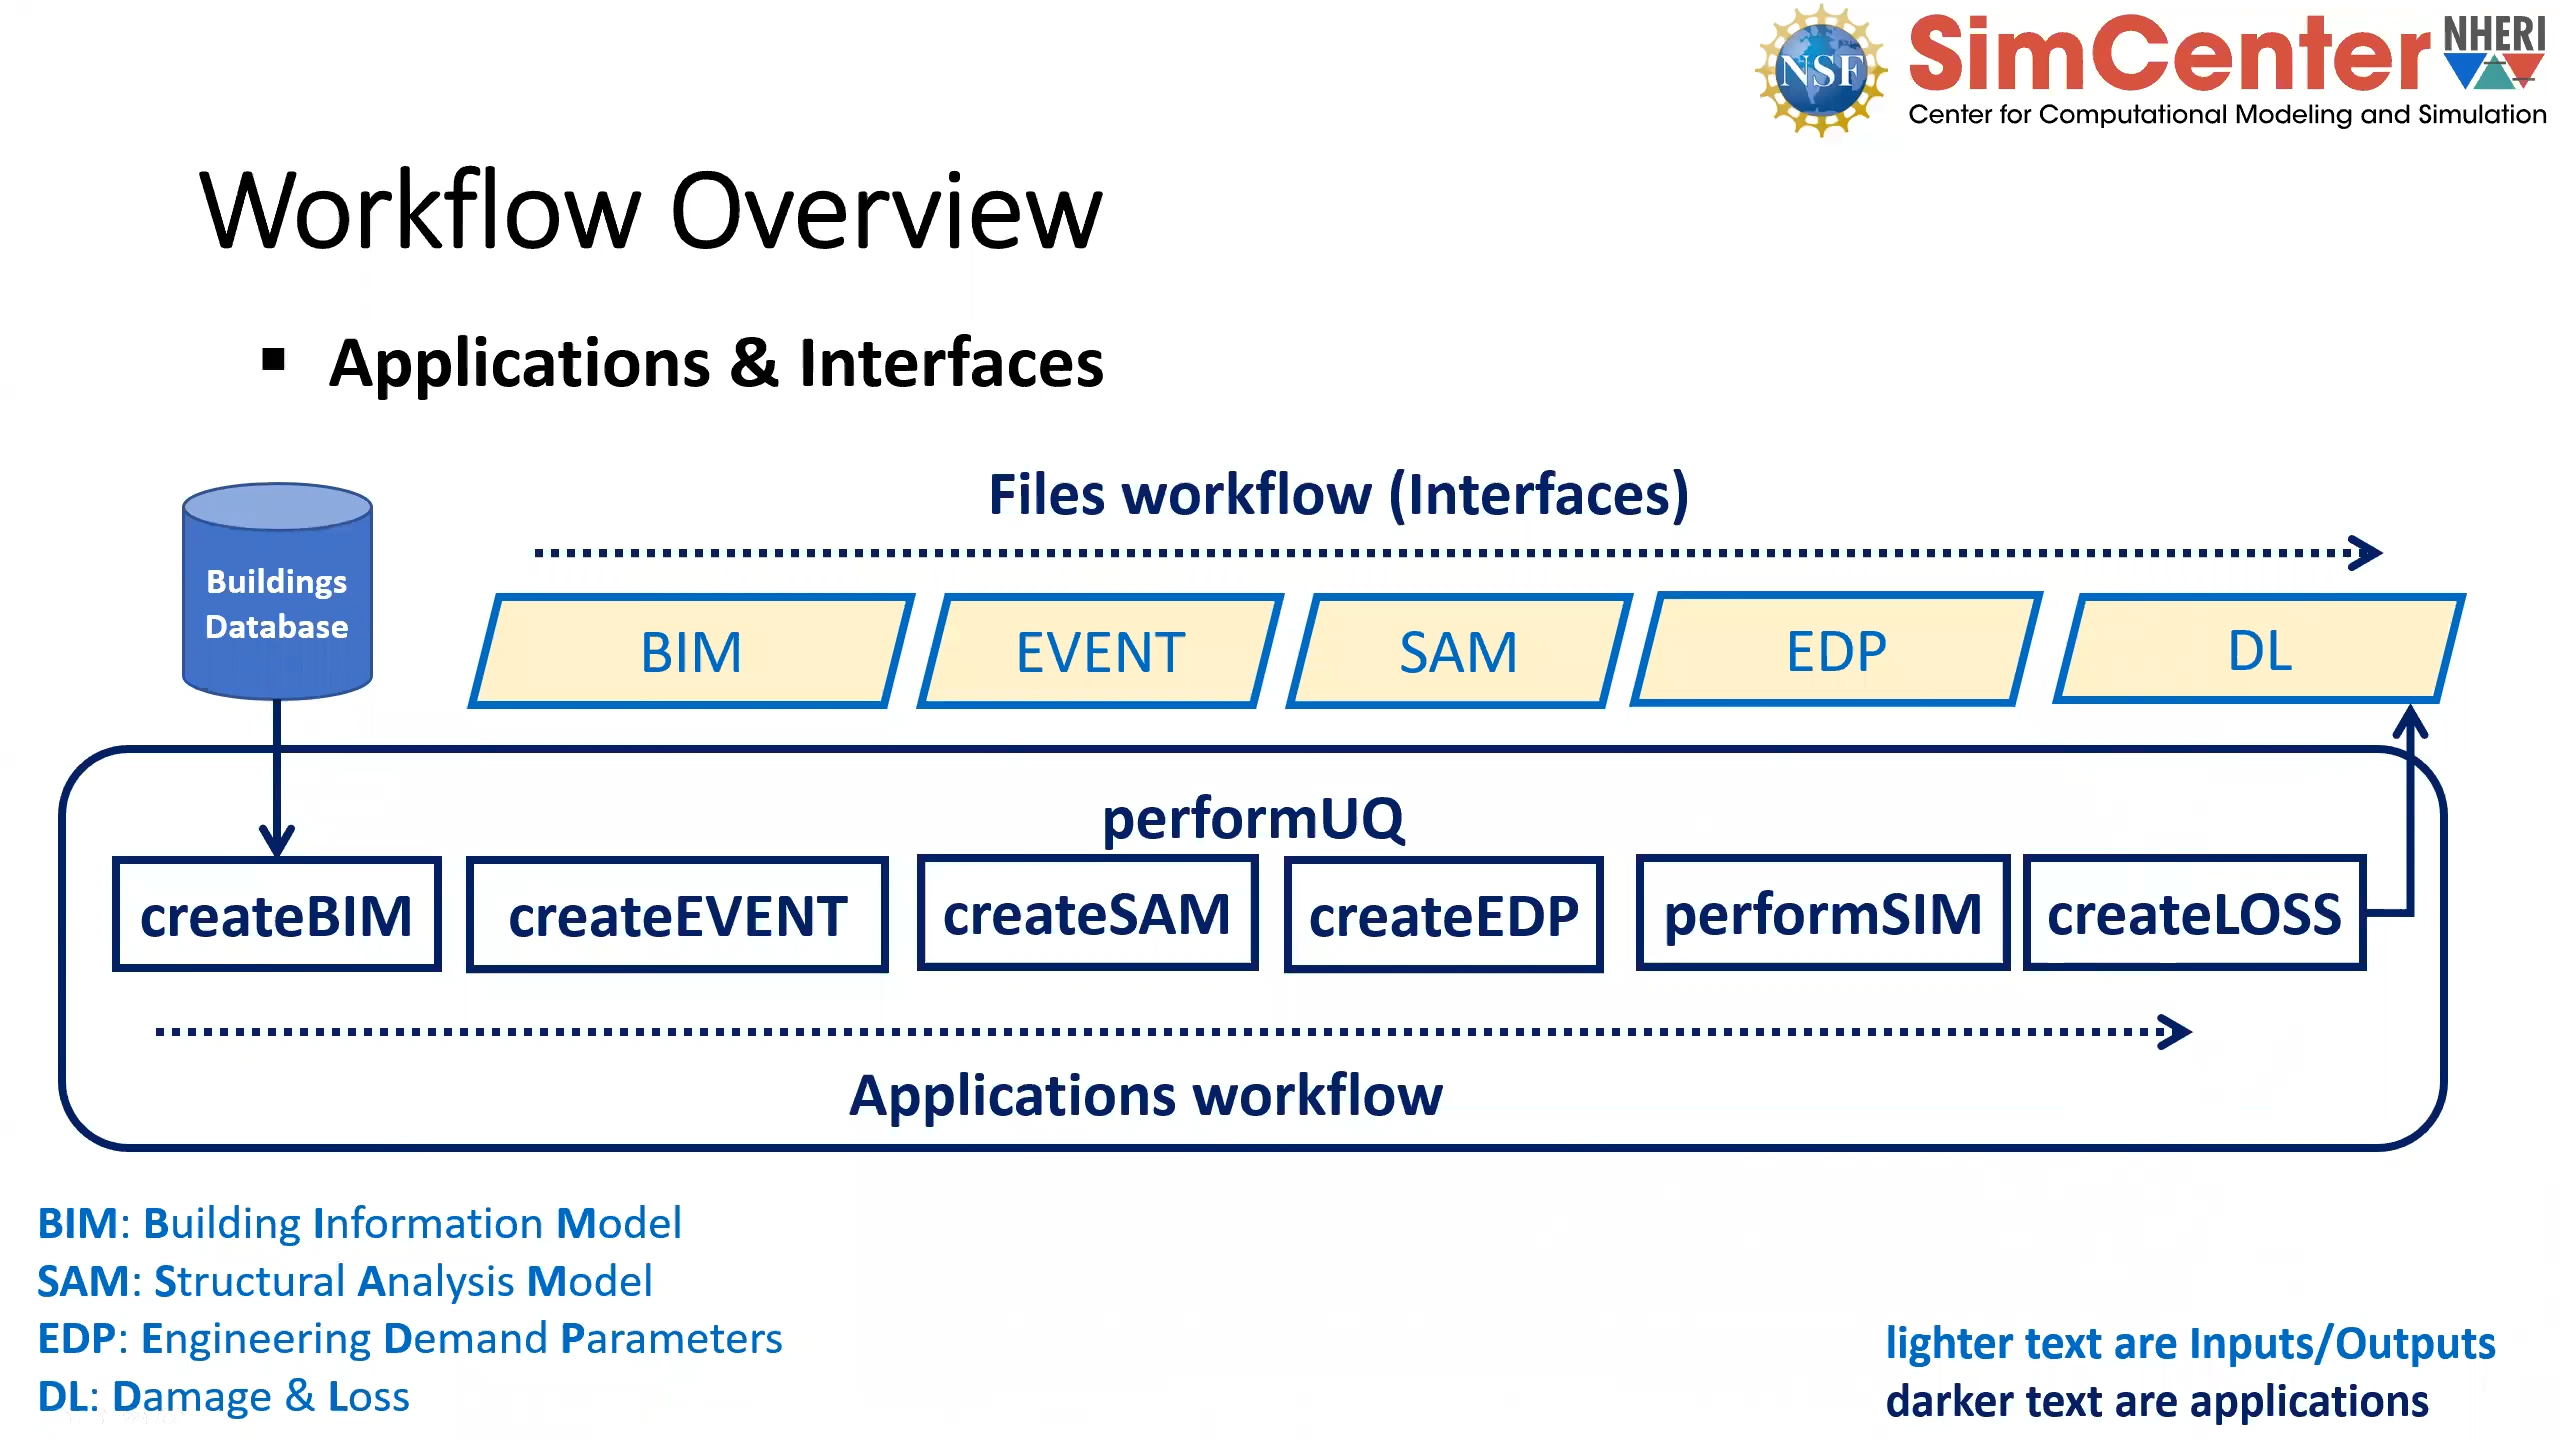 NSF
SimCenter
NHERI
Center for Computational Modeling and Simulation
Workflow Overview
▪ Applications & Interfaces
Files workflow (Interfaces)
Buildings
Database
BIM
EVENT
SAM
EDP
DL
performUQ
createBIM
createEVENT
createSAM
createEDP
performSIM
createLOSS
Applications workflow
BIM: Building Information Model
SAM: Structural Analysis Model
EDP: Engineering Demand Parameters
DL: Damage & Loss
lighter text are Inputs/Outputs
darker text are applications